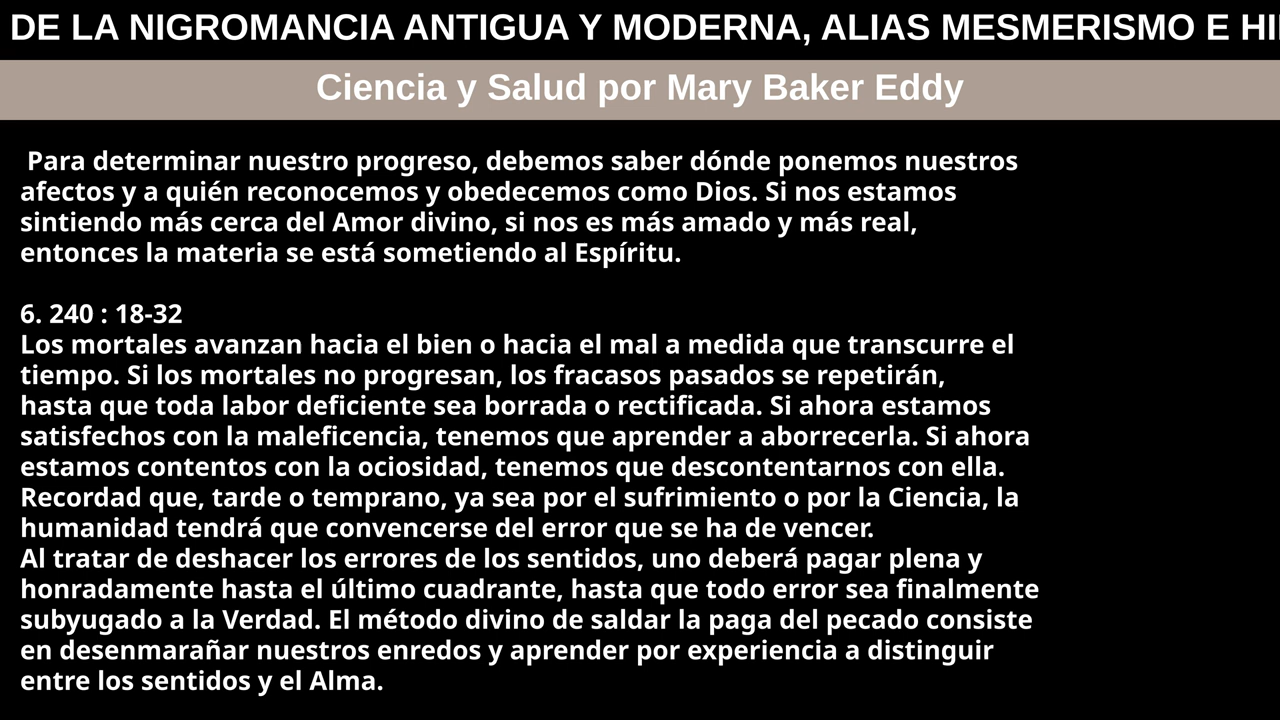 DE LA NIGROMANCIA ANTIGUA Y MODERNA, ALIAS MESMERISMO E
Ciencia y Salud por Mary Baker Eddy
Para determinar nuestro progreso, debemos saber dónde ponemos nuestros
afectos y a quién reconocemos y obedecemos como Dios. Si nos estamos
sintiendo más cerca del Amor divino, si nos es más amado y más real,
entonces la materia se está sometiendo al Espíritu.
6. 240 : 18-32
Los mortales avanzan hacia el bien o hacia el mal a medida que transcurre el
tiempo. Si los mortales no progresan, los fracasos pasados se repetirán,
hasta que toda labor deficiente sea borrada o rectificada. Si ahora estamos
satisfechos con la maleficencia, tenemos que aprender a aborrecerla. Si ahora
estamos contentos con la ociosidad, tenemos que descontentarnos con ella.
Recordad que, tarde o temprano, ya sea por el sufrimiento o por la Ciencia, la
humanidad tendrá que convencerse del error que se ha de vencer.
Al tratar de deshacer los errores de los sentidos, uno deberá pagar plena y
honradamente hasta el último cuadrante, hasta que todo error sea finalmente
subyugado a la Verdad. El método divino de saldar la paga del pecado consiste
en desenmarañar nuestros enredos y aprender por experiencia a distinguir
entre los sentidos y el Alma.